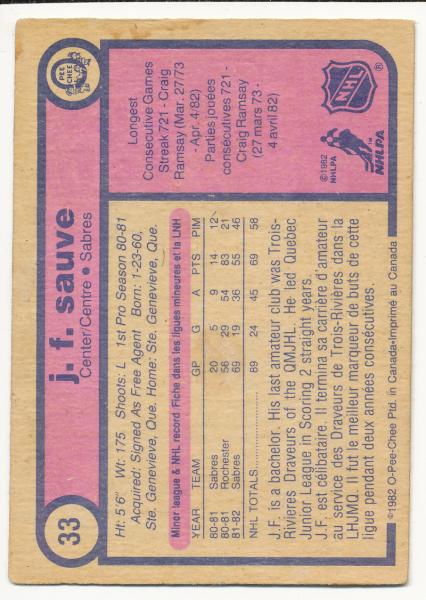 33
j. f. sauve
Center/Centre • Sabres
O
PEE
CHEE
Ht: 5'6" Wt: 175 Shoots: L 1st Pro Season 80-81
Acquired: Signed As Free Agent Born: 1-23-60,
Ste. Genevieve, Que. Home: Ste. Genevieve, Que.
Minor league & NHL record Fiche dans les ligues mineures et la LNH
YEAR TEAM GP G A PTS PIM
80-81 Sabres 20 5 9 14 12
80-81 Rochester 56 29 54 83 21
81-82 Sabres 69 19 36 55 46
NHL TOTALS 89 24 45 69 58
J.F. is a bachelor. His last amateur club was Trois-
Rivieres Draveurs of the QMJHL. He led Quebec
Junior League in Scoring 2 straight years
J.F. est célibataire. Il termina sa carrière d'amateur
au service des Draveurs de Trois-Rivières dans la
LHJMQ. Il fut le meilleur marqueur de buts de cette
ligue pendant deux années consécutives.
©1982 O-Pee-Chee Ptd. in Canada-Imprimé au Canada
Longest
Consecutive Games
Streak 721 - Craig
Ramsay (Mar. 27/73
- Apr. 4/82)
Parties jouées
consécutives 721 -
Craig Ramsay
(27 mars 73 -
4 avril 82)
NHL
®
©1982
NHLPA
TM
NHLPA